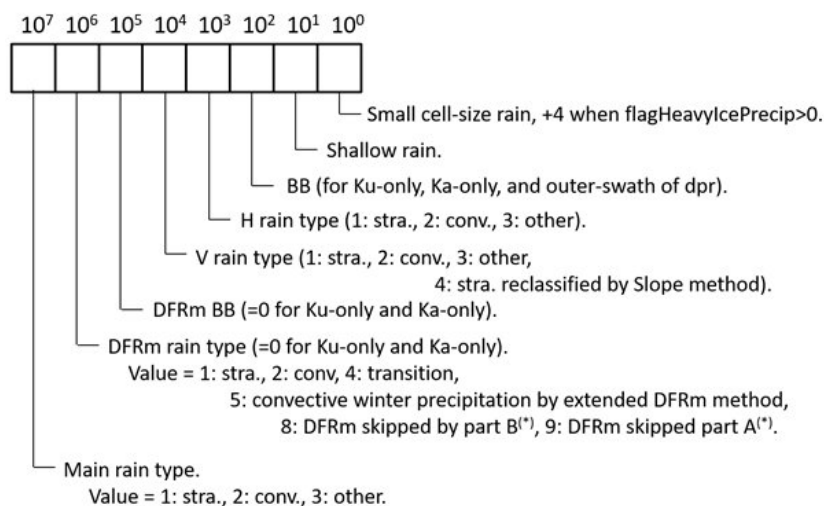 10⁷ 10⁶ 10⁵ 10⁴ 10³ 10² 10¹ 10⁰
Small cell-size rain, +4 when flagHeavyIcePrecip>0.
Shallow rain.
BB (for Ku-only, Ka-only, and outer-swath of dpr).
H rain type (1: stra., 2: conv., 3: other).
V rain type (1: stra., 2: conv., 3: other,
4: stra. reclassified by Slope method).
DFRm BB (=0 for Ku-only and Ka-only).
DFRm rain type (=0 for Ku-only and Ka-only).
Value = 1: stra., 2: conv, 4: transition,
5: convective winter precipitation by extended DFRm method,
8: DFRm skipped by part B⁽*⁾, 9: DFRm skipped part A⁽*⁾.
Main rain type.
Value = 1: stra., 2: conv., 3: other.